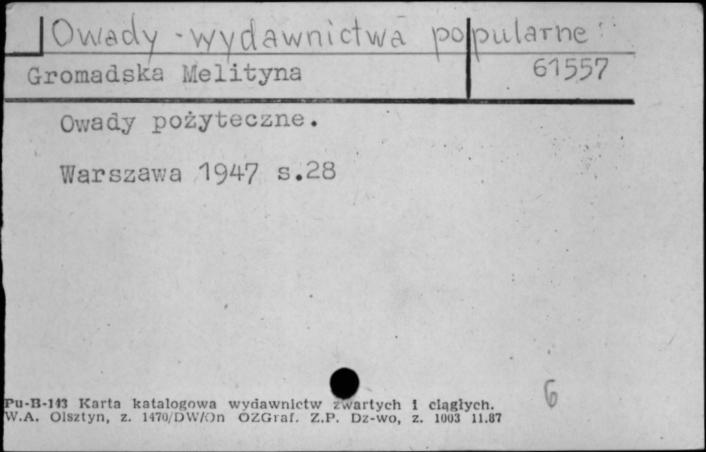 Owady - wydawnictwa popularne
Gromadska Melityna 61557
Owady pożyteczne.
Warszawa 1947 s.28
6
Pu-B-143 Karta katalogowa wydawnictw zwartych i ciągłych.
W.A. Olsztyn, z. 1470/DW/On OZGraf. Z.P. Dz-wo, z. 1003 11.87